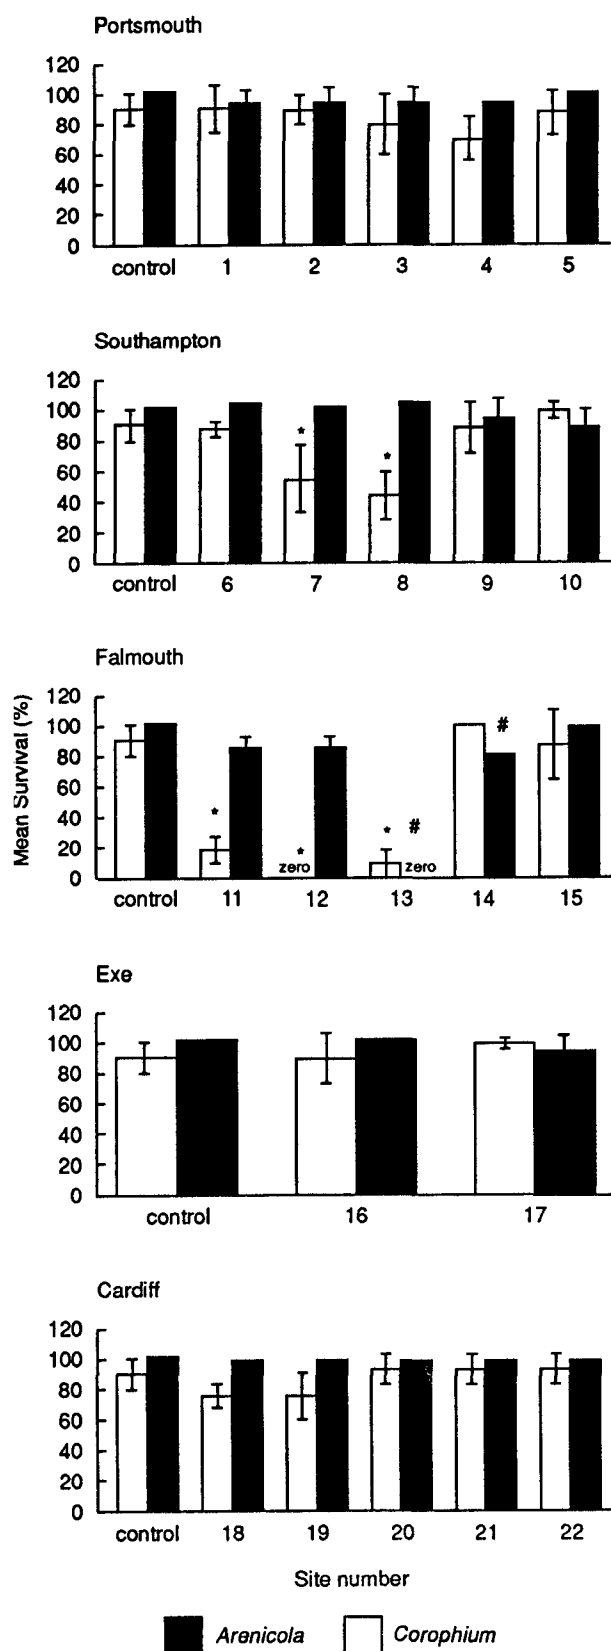 Portsmouth
120
100
80
60
40
20
0
control 1 2 3 4 5
Southampton
120
100
80
60
40
20
0
* *
control 6 7 8 9 10
Falmouth
Mean Survival (%)
120
100
80
60
40
20
0
#
* * #
* zero zero
control 11 12 13 14 15
Exe
120
100
80
60
40
20
0
control 16 17
Cardiff
120
100
80
60
40
20
0
control 18 19 20 21 22
Site number
Arenicola Corophium